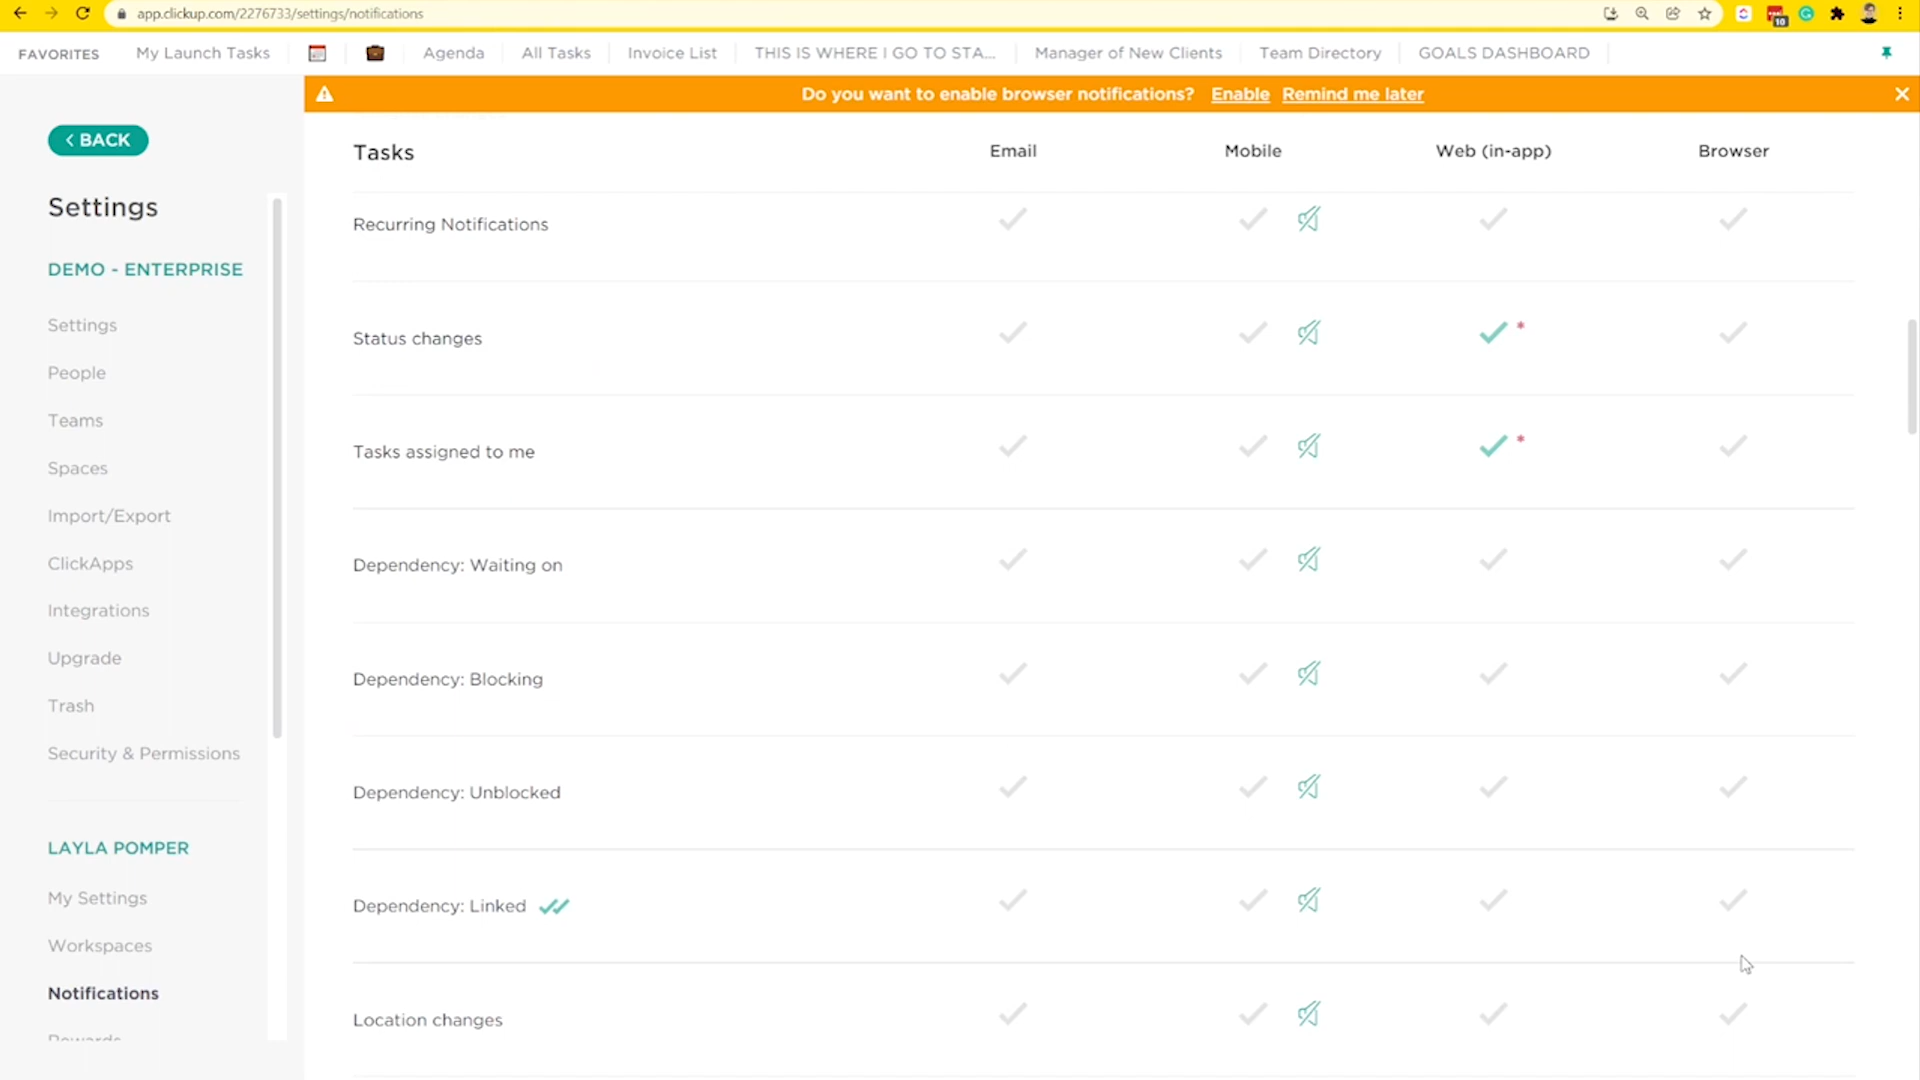 app.clickup.com/2276733/settings/notifications
10
FAVORITES My Launch Tasks Agenda All Tasks Invoice List THIS IS WHERE I GO TO STA... Manager of New Clients Team Directory GOALS DASHBOARD
Do you want to enable browser notifications? Enable Remind me later
BACK
Settings
DEMO - ENTERPRISE
Settings
People
Teams
Spaces
Import/Export
ClickApps
Integrations
Upgrade
Trash
Security & Permissions
LAYLA POMPER
My Settings
Workspaces
Notifications
Rewards
Tasks Email Mobile Web (in-app) Browser
Recurring Notifications
Status changes *
Tasks assigned to me *
Dependency: Waiting on
Dependency: Blocking
Dependency: Unblocked
Dependency: Linked
Location changes